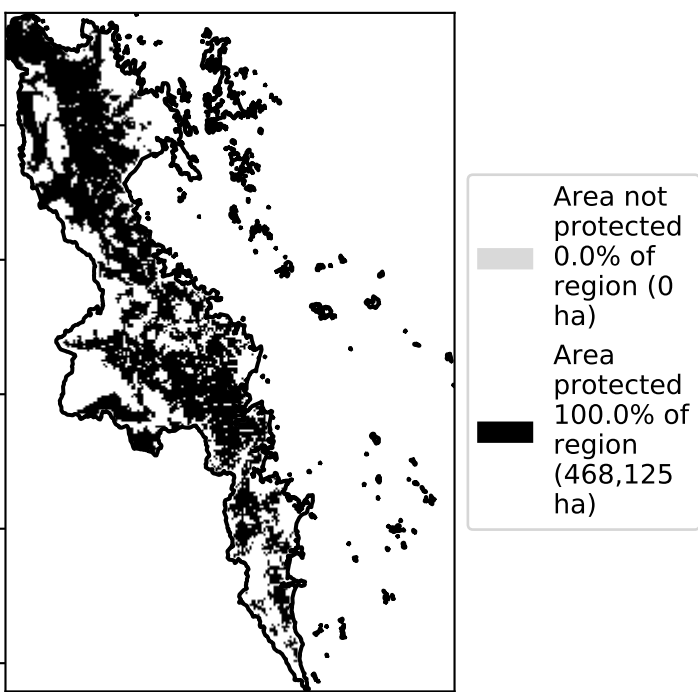 Area not
protected
0.0% of
region (0
ha)
Area
protected
100.0% of
region
(468,125
ha)